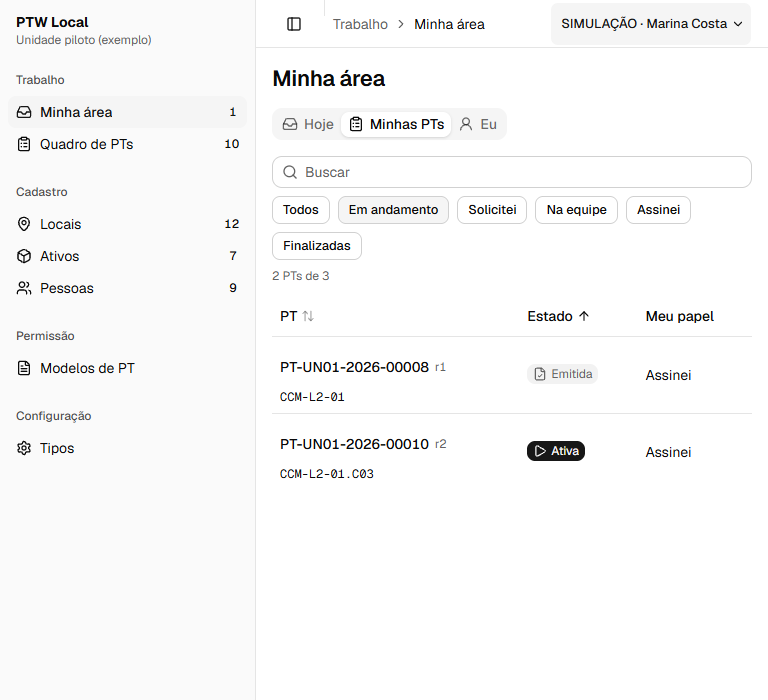 PTW Local
Unidade piloto (exemplo)
Trabalho
Minha área 1
Quadro de PTs 10
Cadastro
Locais 12
Ativos 7
Pessoas 9
Permissão
Modelos de PT
Configuração
Tipos
Trabalho > Minha área
SIMULAÇÃO · Marina Costa
Minha área
Hoje Minhas PTs Eu
Buscar
Todos Em andamento Solicitei Na equipe Assinei
Finalizadas
2 PTs de 3
PT Estado Meu papel
PT-UN01-2026-00008 r1 Emitida Assinei
CCM-L2-01
PT-UN01-2026-00010 r2 Ativa Assinei
CCM-L2-01.C03